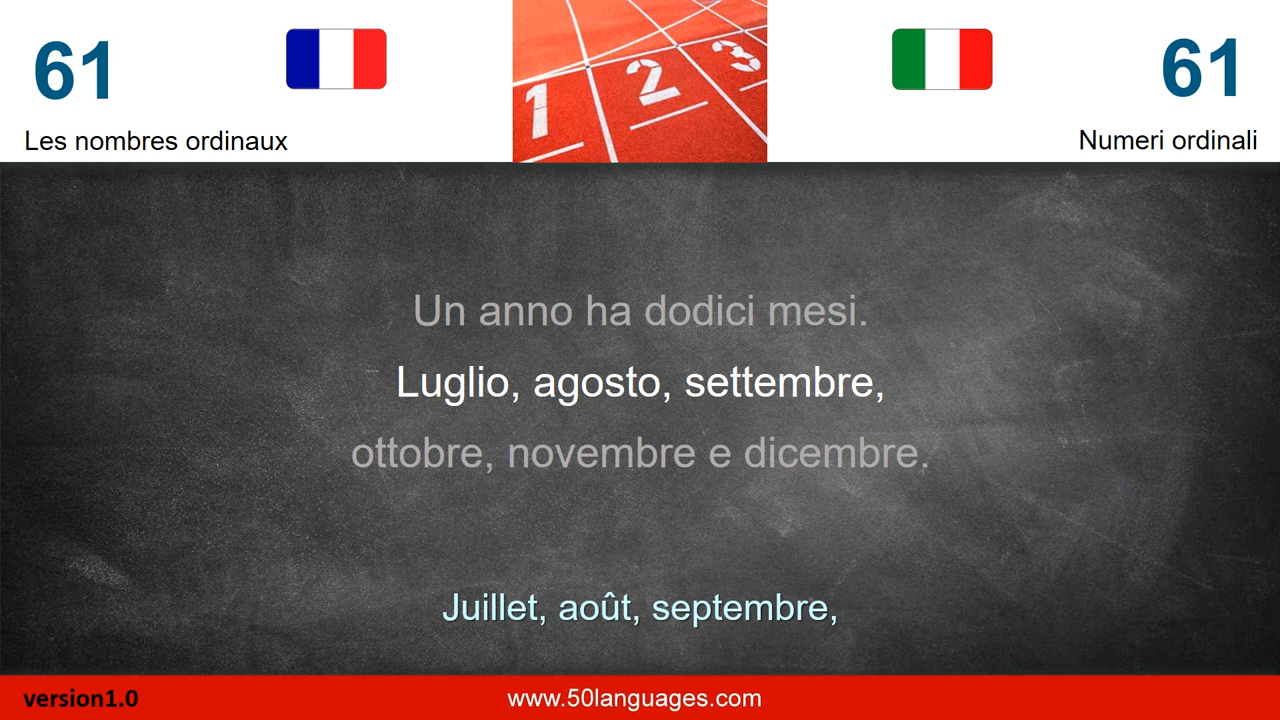 61
61
Les nombres ordinaux
Numeri ordinali
1 2 3
Un anno ha dodici mesi.
Luglio, agosto, settembre,
ottobre, novembre e dicembre.
Juillet, août, septembre,
version1.0
www.50languages.com